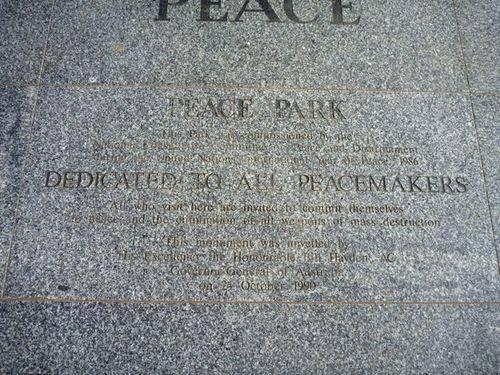 PEACE
PEACE PARK
This Park was commissioned by the
National Consultative Committee on Peace and Disarmament
during the United Nations International Year of Peace, 1986
DEDICATED TO ALL PEACEMAKERS
All who visit here are invited to commit themselves
to peace and the elimination of all weapons of mass destruction
This monument was unveiled by
His Excellency the Honourable Bill Hayden, AC
Governor-General of Australia
on 24 October 1990